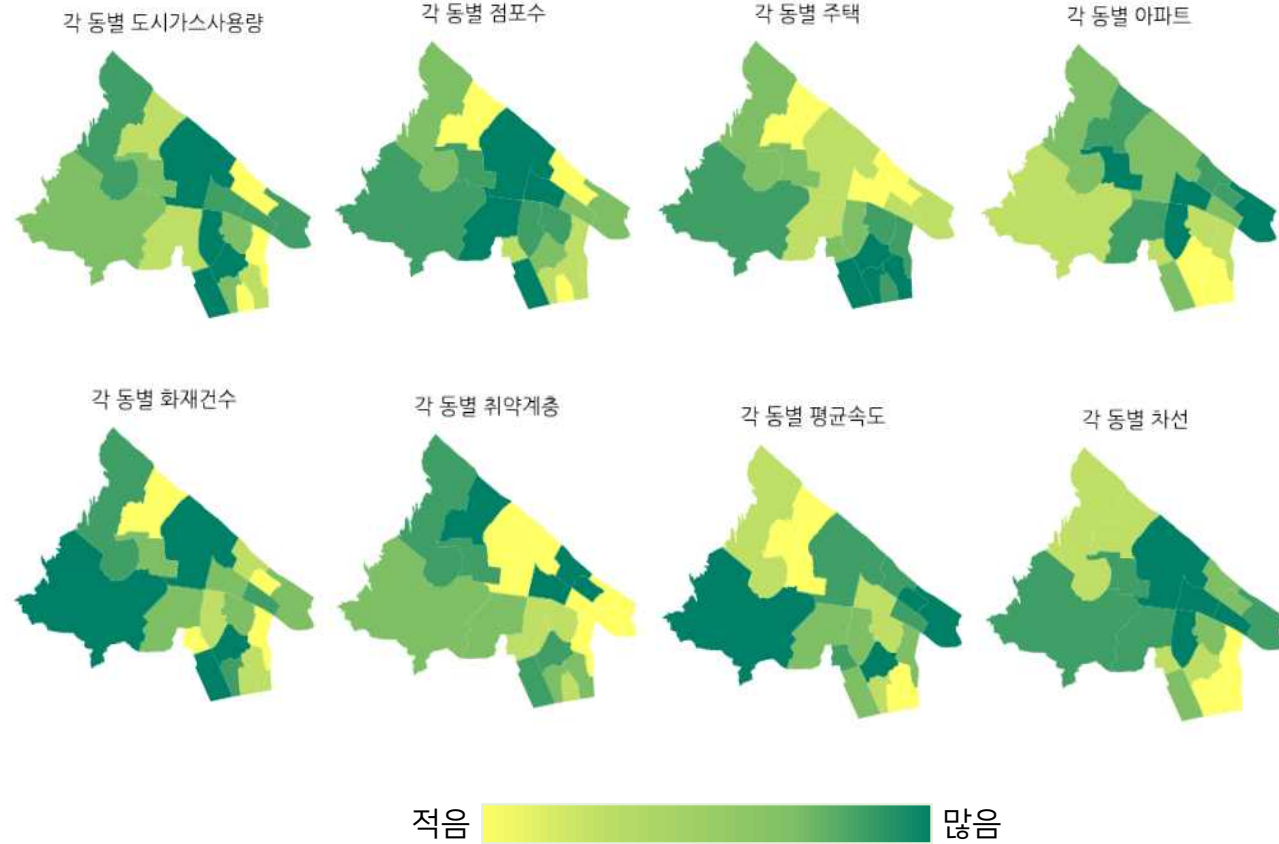 각 동별 도시가스사용량
각 동별 점포수
각 동별 주택
각 동별 아파트
각 동별 화재건수
각 동별 취약계층
각 동별 평균속도
각 동별 차선
적음
많음